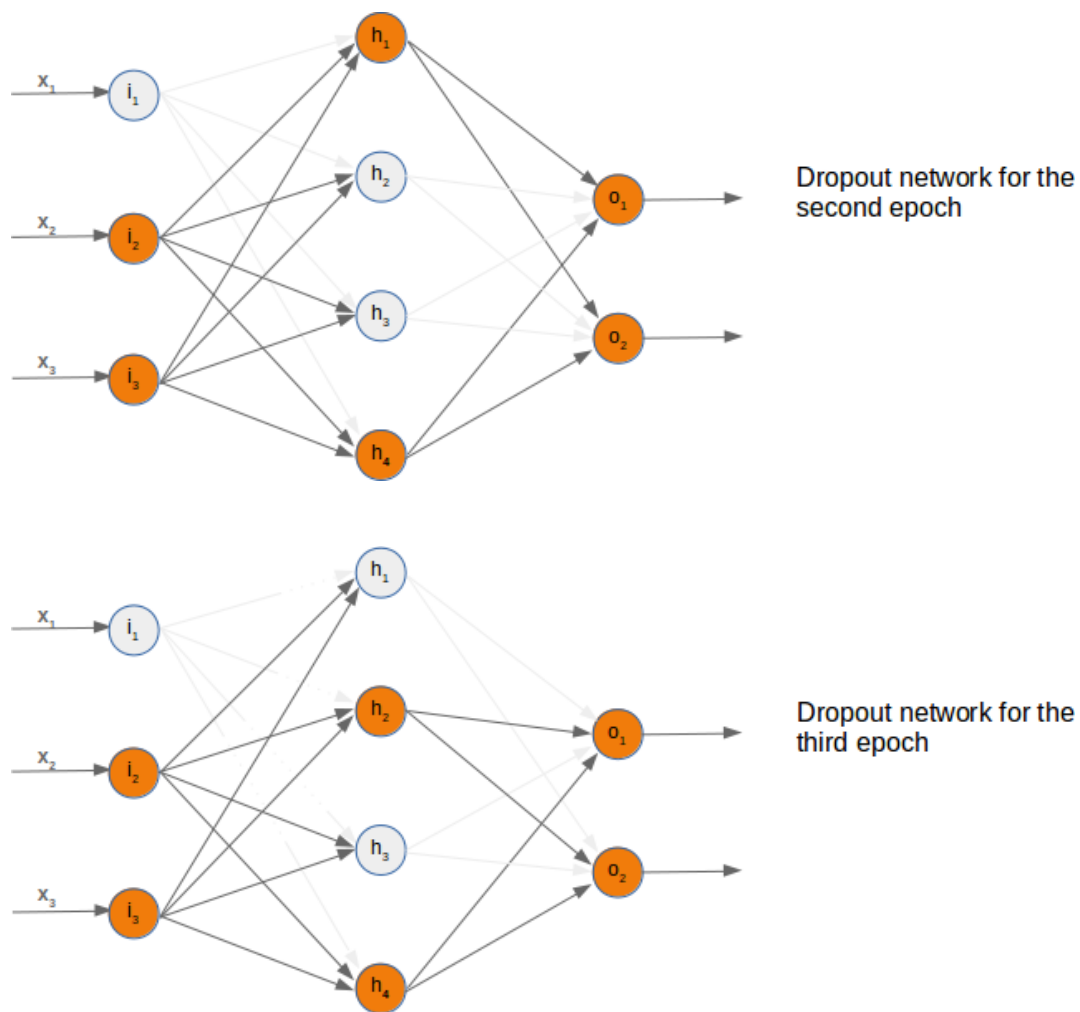 h₁
x₁
i₁
h₂
Dropout network for the
second epoch
o₁
x₂
i₂
h₃
o₂
x₃
i₃
h₄
h₁
x₁
i₁
h₂
Dropout network for the
third epoch
o₁
x₂
i₂
h₃
o₂
x₃
i₃
h₄